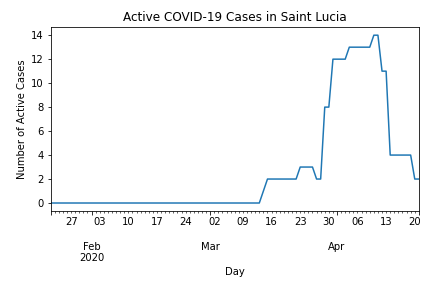 Active COVID-19 Cases in Saint Lucia
Number of Active Cases
14
12
10
8
6
4
2
0
27 03 10 17 24 02 09 16 23 30 06 13 20
Feb Mar Apr
2020
Day